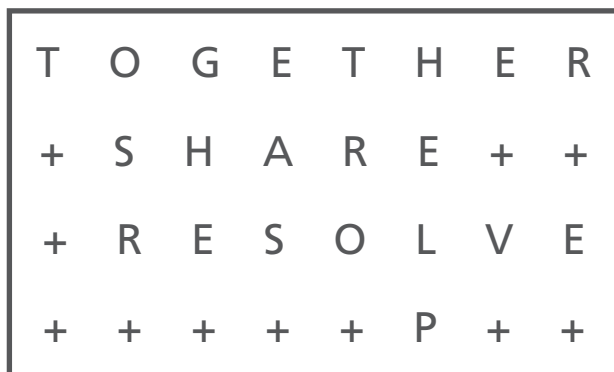 T O G E T H E R
+ S H A R E + +
+ R E S O L V E
+ + + + + P + +